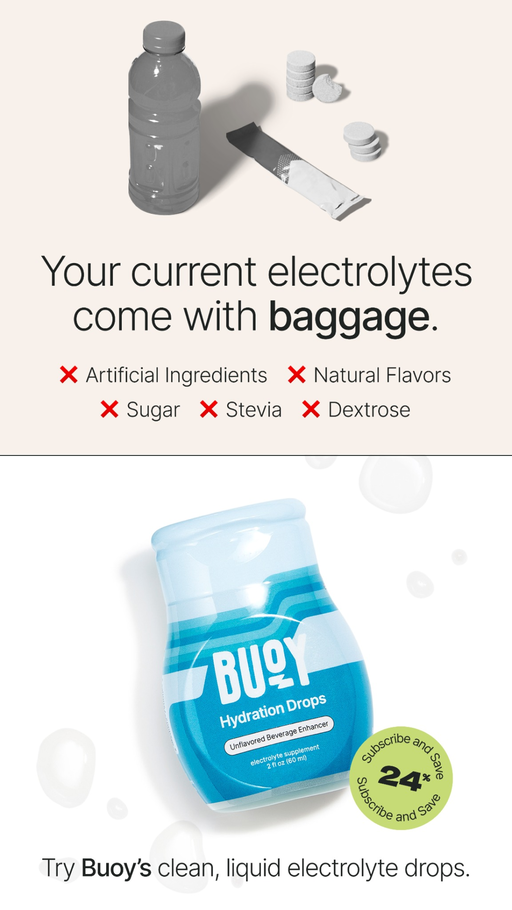 Your current electrolytes
come with baggage.
❌ Artificial Ingredients ❌ Natural Flavors
❌ Sugar ❌ Stevia ❌ Dextrose
BUOY
Hydration Drops
Unflavored Beverage Enhancer
electrolyte supplement
2 fl oz (60 ml)
Subscribe and Save
24%
Subscribe and Save
Try Buoy's clean, liquid electrolyte drops.